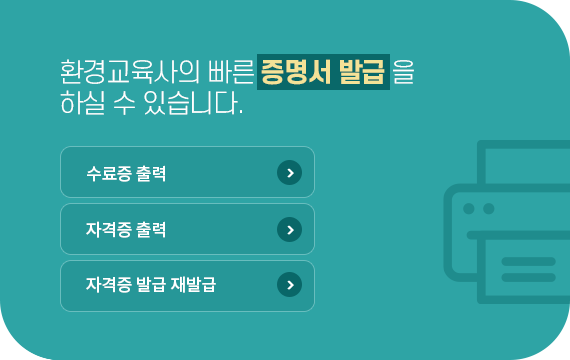 환경교육사의 빠른 증명서 발급 을
하실 수 있습니다.
수료증 출력
자격증 출력
자격증 발급 재발급